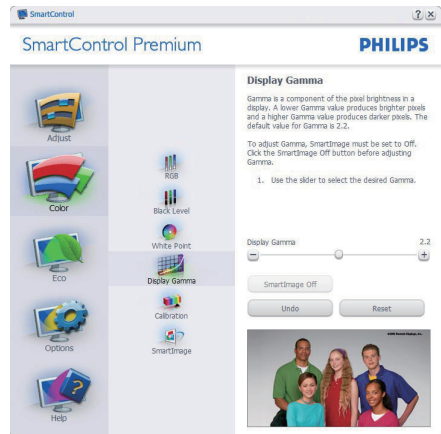 SmartControl
? x
SmartControl Premium
PHILIPS
Adjust
Color
Eco
Options
Help
RGB
Black Level
White Point
Display Gamma
Calibration
SmartImage
Display Gamma
Gamma is a component of the pixel brightness in a
display. A lower Gamma value produces brighter pixels
and a higher Gamma value produces darker pixels. The
default value for Gamma is 2.2.
To adjust Gamma, SmartImage must be set to Off.
Click the SmartImage Off button before adjusting
Gamma.
1. Use the slider to select the desired Gamma.
Display Gamma 2.2
SmartImage Off
Undo Reset